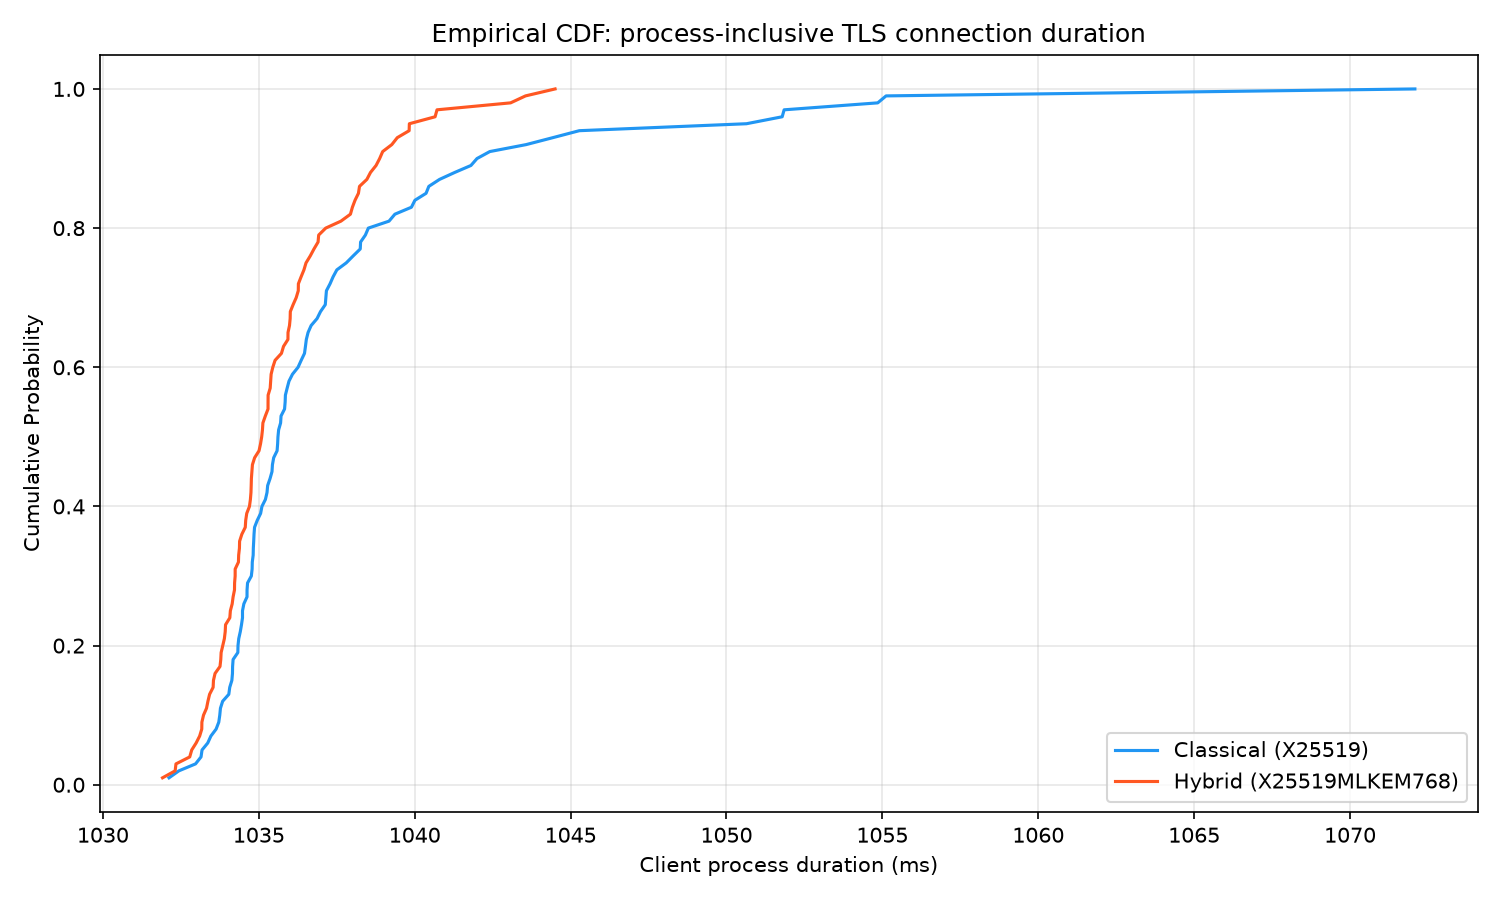 Empirical CDF: process-inclusive TLS connection duration
1.0
0.8
0.6
0.4
0.2
0.0
Cumulative Probability
Classical (X25519)
Hybrid (X25519MLKEM768)
1030 1035 1040 1045 1050 1055 1060 1065 1070
Client process duration (ms)